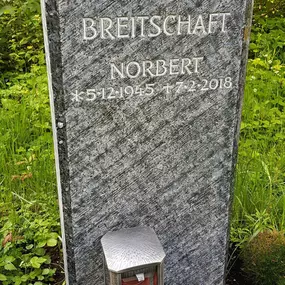 BREITSCHAFT
NORBERT
*5·12·1945 †7·2·2018